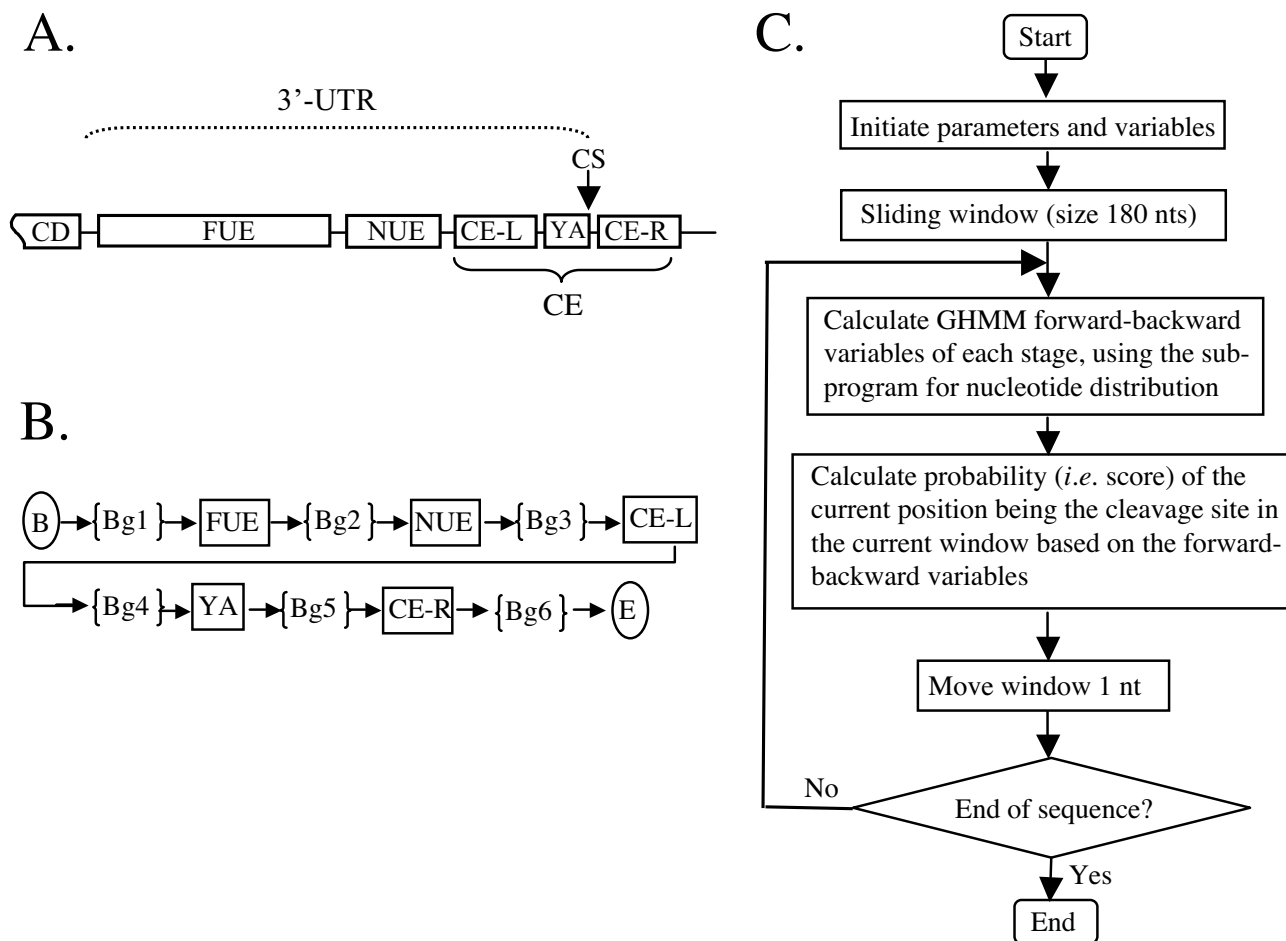 A.
3’-UTR
CS
CD FUE NUE CE-L YA CE-R
CE
B.
B {Bg1} FUE {Bg2} NUE {Bg3} CE-L
{Bg4} YA {Bg5} CE-R {Bg6} E
C.
Start
Initiate parameters and variables
Sliding window (size 180 nts)
Calculate GHMM forward-backward
variables of each stage, using the sub-
program for nucleotide distribution
Calculate probability (i.e. score) of the
current position being the cleavage site in
the current window based on the forward-
backward variables
Move window 1 nt
No
End of sequence?
Yes
End